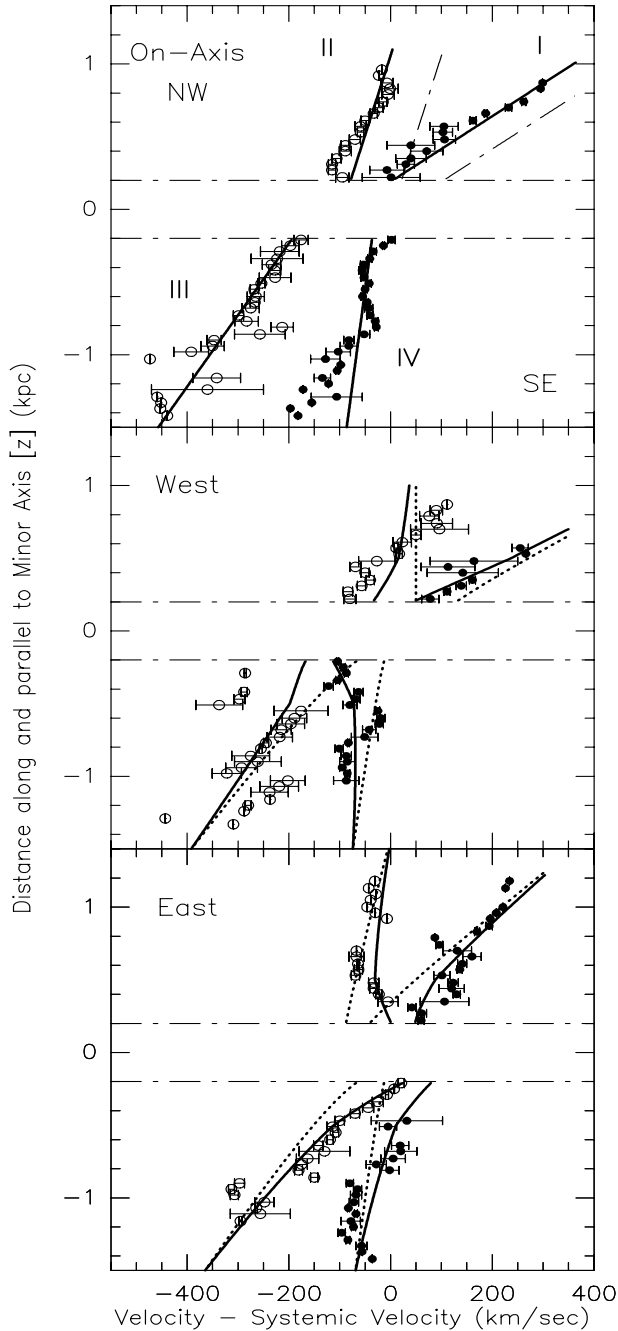 On-Axis
II
I
NW
1
0
III
IV
-1
SE
West
1
0
-1
East
1
0
-1
-400 -200 0 200 400
Velocity - Systemic Velocity (km/sec)
Distance along and parallel to Minor Axis [z] (kpc)